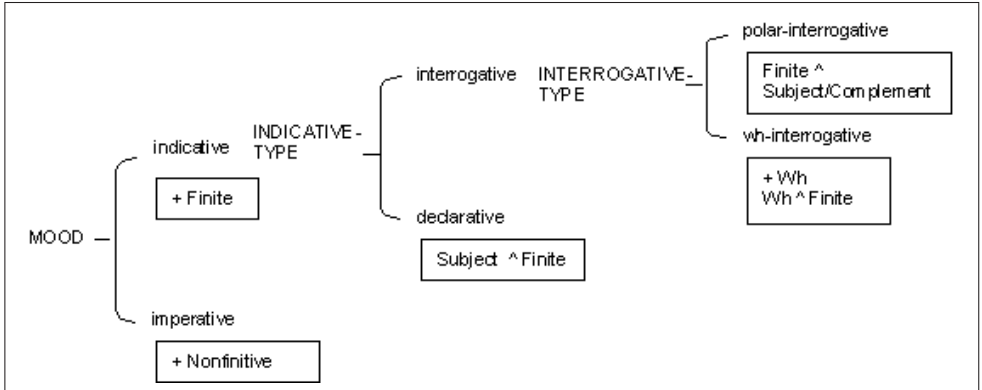 polar-interrogative
Finite ^
Subject/Complement
interrogative INTERROGATIVE-
TYPE
wh-interrogative
+ Wh
Wh ^ Finite
indicative INDICATIVE-
TYPE
+ Finite
declarative
Subject ^ Finite
MOOD
imperative
+ Nonfinitive